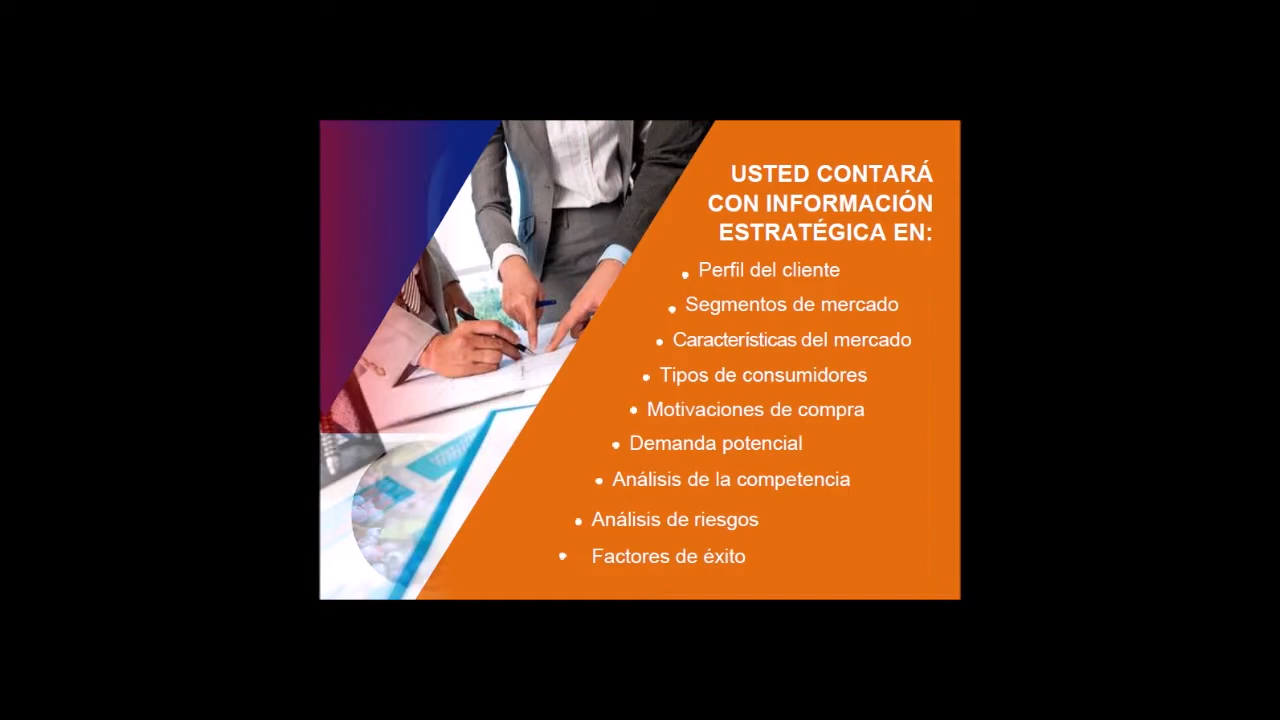 USTED CONTARÁ
CON INFORMACIÓN
ESTRATÉGICA EN:
• Perfil del cliente
• Segmentos de mercado
• Características del mercado
• Tipos de consumidores
• Motivaciones de compra
• Demanda potencial
• Análisis de la competencia
• Análisis de riesgos
• Factores de éxito